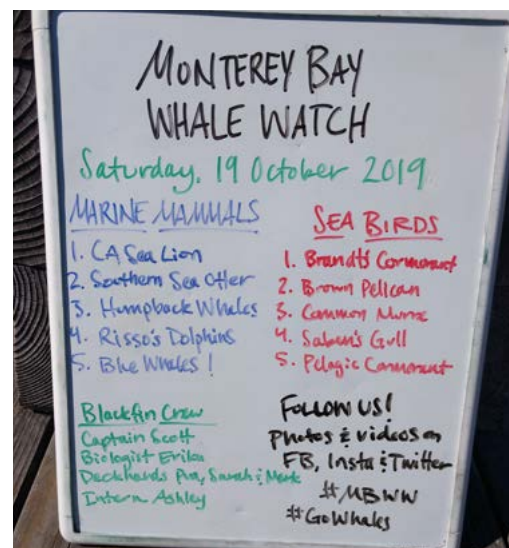 MONTEREY BAY
WHALE WATCH
Saturday, 19 October 2019
MARINE MAMMALS
1. CA Sea Lion
2. Southern Sea Otter
3. Humpback Whales
4. Risso's Dolphins
5. Blue Whales!
SEA BIRDS
1. Brandt's Cormorant
2. Brown Pelican
3. Common Murre
4. Sabin's Gull
5. Pelagic Cormorant
Blackfin Crew
Captain Scott
Biologist Erika
Deckhands Sarah &
Intern Ashley
FOLLOW US!
Photos & videos on
FB, Insta & Twitter
#MBWW
#GoWhales